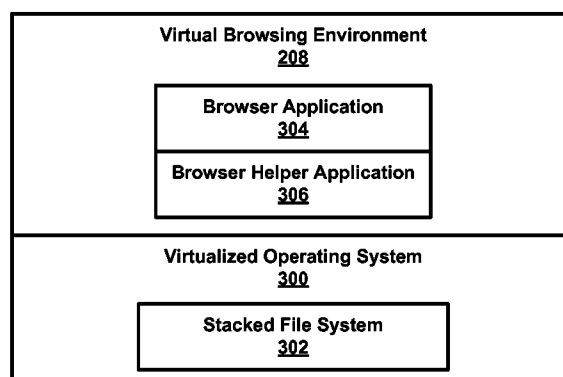 Virtual Browsing Environment
208
Browser Application
304
Browser Helper Application
306
Virtualized Operating System
300
Stacked File System
302